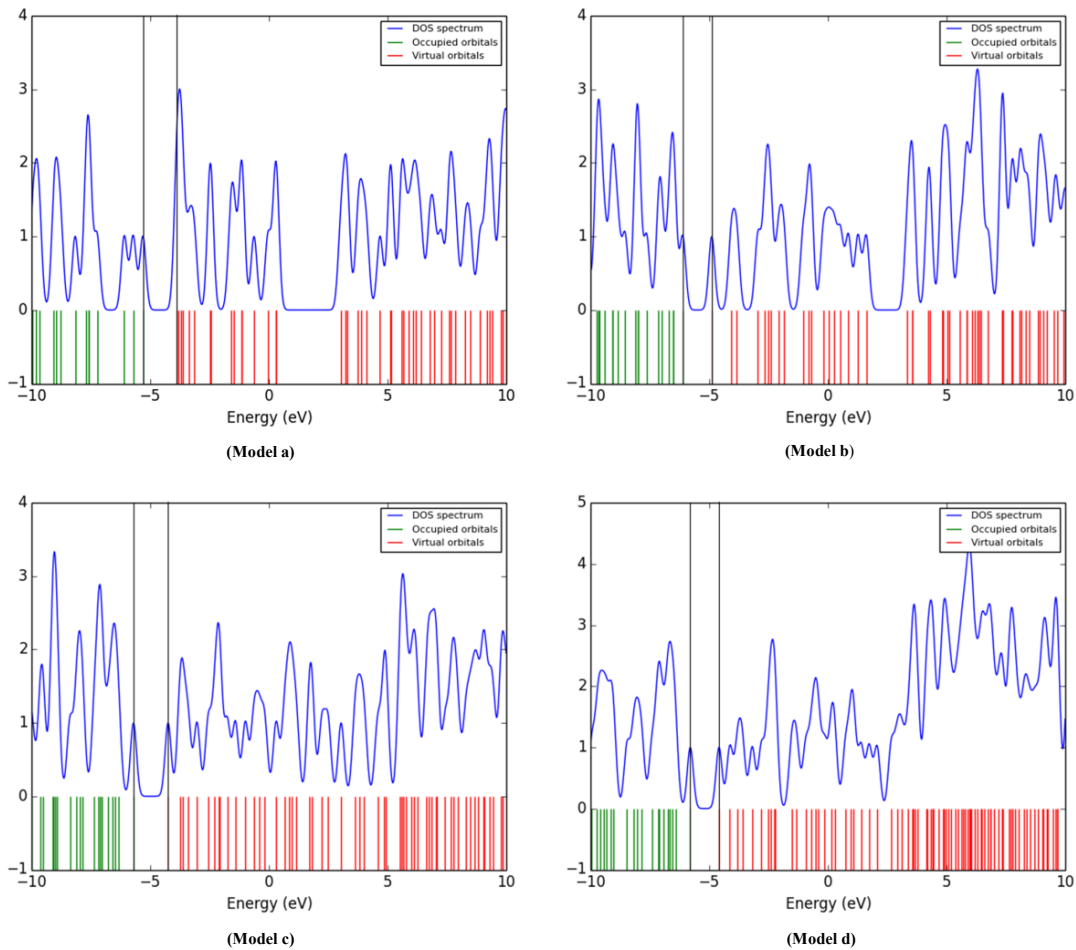 4
3
2
1
0
−1
−10
−5
0
5
10
DOS spectrum
Occupied orbitals
Virtual orbitals
Energy (eV)
(Model a)
4
3
2
1
0
−1
−10
−5
0
5
10
DOS spectrum
Occupied orbitals
Virtual orbitals
Energy (eV)
(Model b)
4
3
2
1
0
−1
−10
−5
0
5
10
DOS spectrum
Occupied orbitals
Virtual orbitals
Energy (eV)
(Model c)
5
4
3
2
1
0
−1
−10
−5
0
5
10
DOS spectrum
Occupied orbitals
Virtual orbitals
Energy (eV)
(Model d)